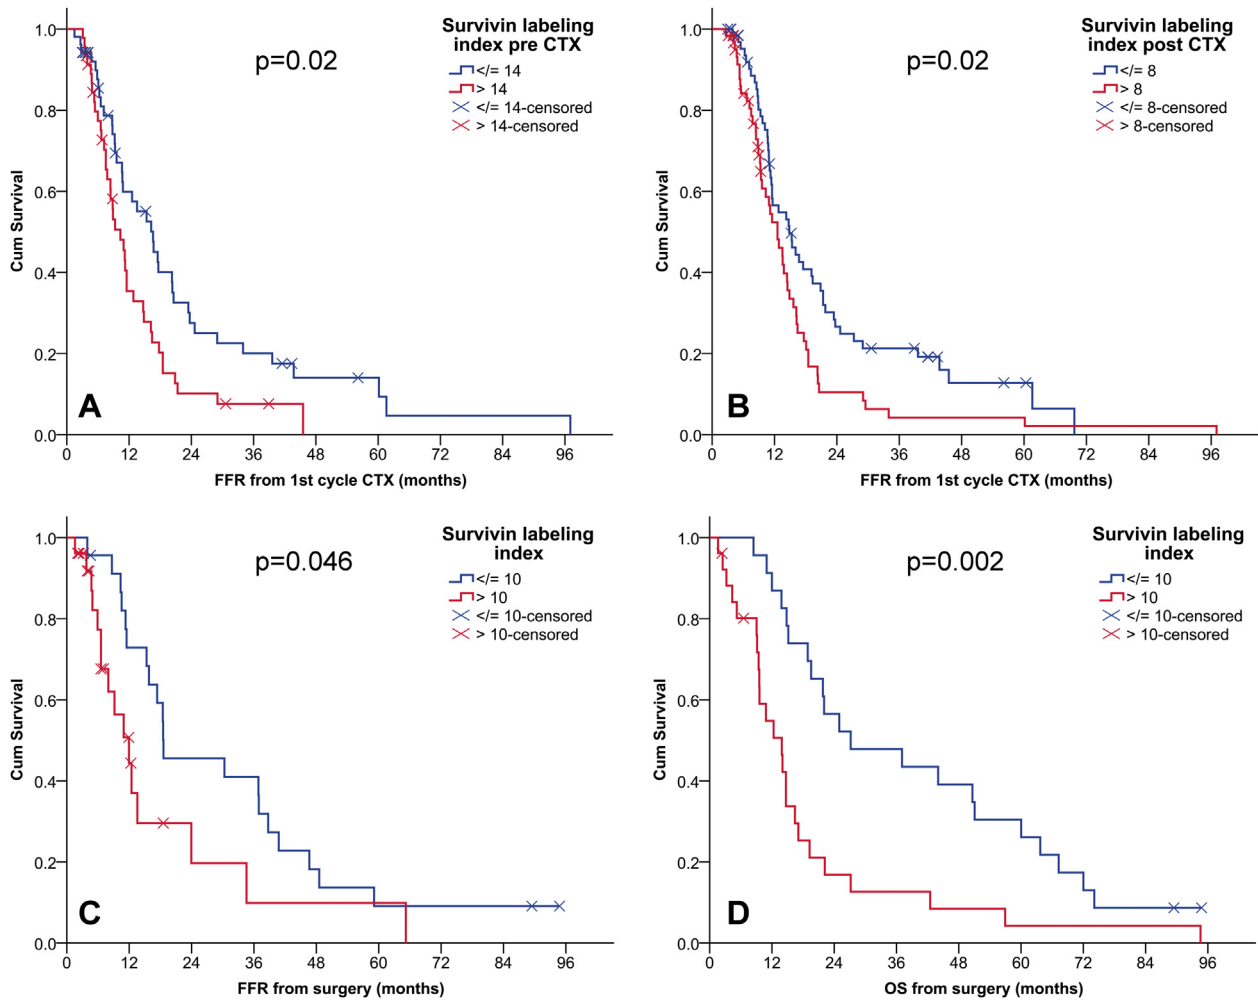 Survivin labeling
index pre CTX
p=0.02
</= 14
> 14
</= 14-censored
> 14-censored
1.0
0.8
0.6
0.4
0.2
0.0
Cum Survival
A
0 12 24 36 48 60 72 84 96
FFR from 1st cycle CTX (months)
Survivin labeling
index post CTX
p=0.02
</= 8
> 8
</= 8-censored
> 8-censored
1.0
0.8
0.6
0.4
0.2
0.0
Cum Survival
B
0 12 24 36 48 60 72 84 96
FFR from 1st cycle CTX (months)
Survivin labeling
index
p=0.046
</= 10
> 10
</= 10-censored
> 10-censored
1.0
0.8
0.6
0.4
0.2
0.0
Cum Survival
C
0 12 24 36 48 60 72 84 96
FFR from surgery (months)
Survivin labeling
index
p=0.002
</= 10
> 10
</= 10-censored
> 10-censored
1.0
0.8
0.6
0.4
0.2
0.0
Cum Survival
D
0 12 24 36 48 60 72 84 96
OS from surgery (months)